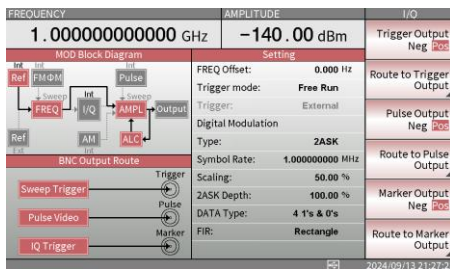 FREQUENCY
AMPLITUDE
I/O
1.000000000000 GHz
-140.00 dBm
Trigger Output
Neg Pos
MOD Block Diagram
Int Int Int
Ref FMΦM Pulse
Sweep Int Sweep
FREQ I/Q AMPL Output
Ref AM ALC
Ext Int
BNC Output Route
Sweep Trigger
Trigger
Pulse Video
Pulse
IQ Trigger
Marker
Setting
FREQ Offset: 0.000 Hz
Trigger mode: Free Run
Trigger: External
Digital Modulation
Type: 2ASK
Symbol Rate: 1.000000000 MHz
Scaling: 50.00 %
2ASK Depth: 100.00 %
DATA Type: 4 1's & 0's
FIR: Rectangle
Route to Trigger
Output
Pulse Output
Neg Pos
Route to Pulse
Output
Marker Output
Neg Pos
Route to Marker
Output
2024/09/13 21:27:2